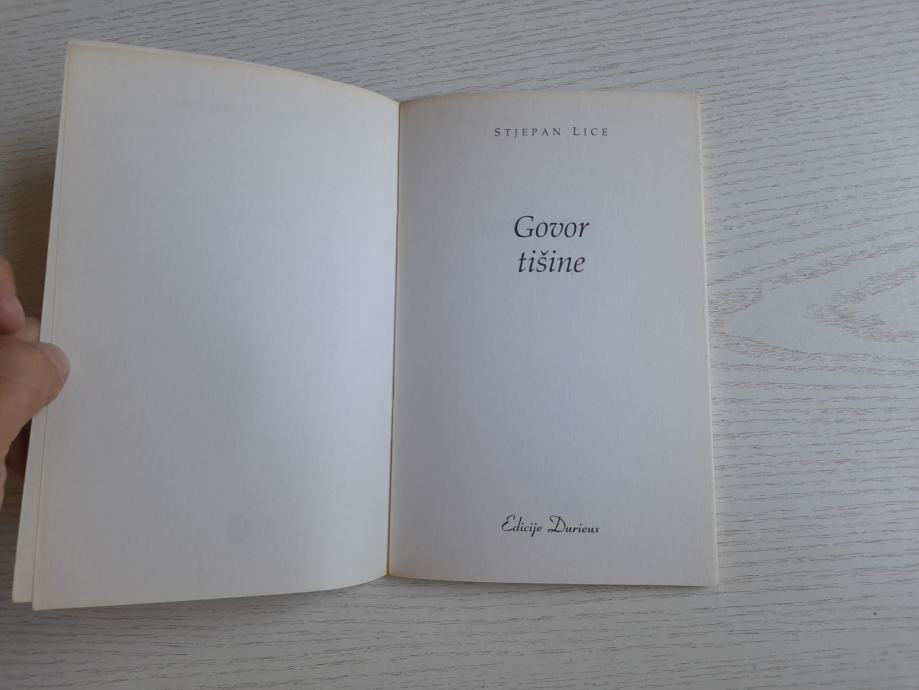 STJEPAN LICE
Govor
tišine
Edicije Durieux